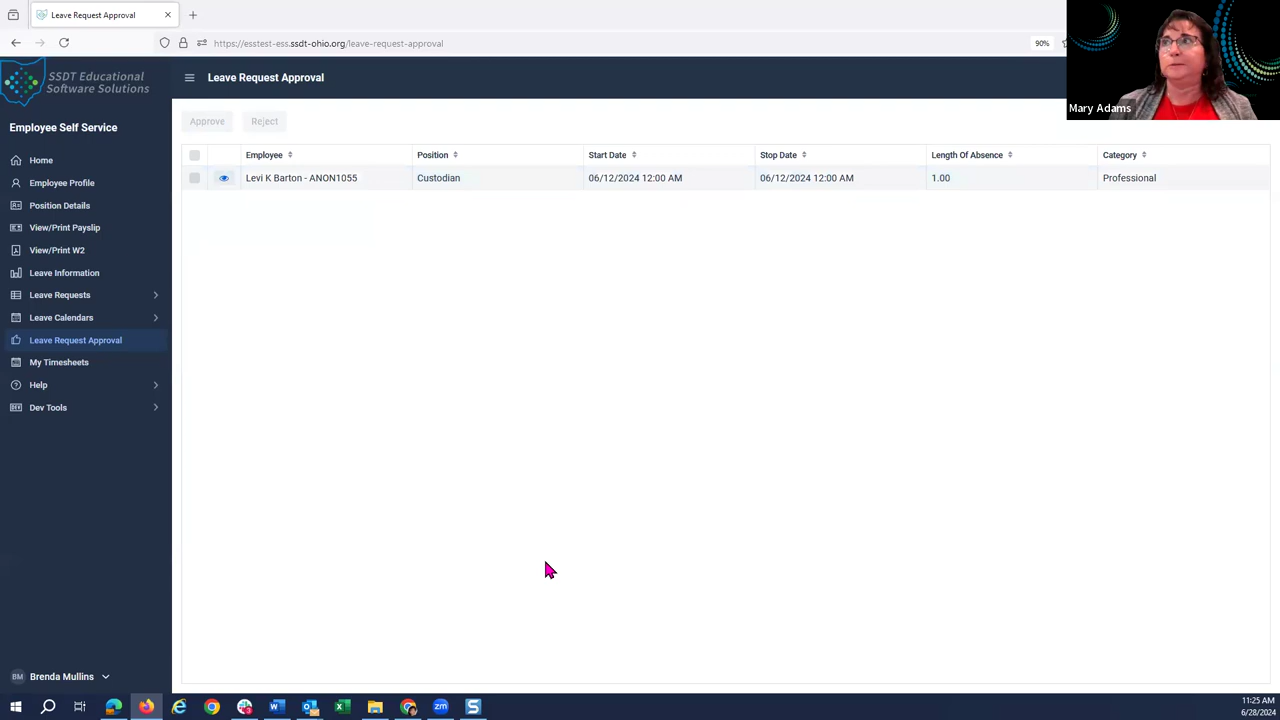 Leave Request Approval
https://esstest-ess.ssdt-ohio.org/leave-request-approval
90%
SSDT Educational
Software Solutions
Leave Request Approval
Mary Adams
Employee Self Service
Approve
Reject
Employee
Position
Start Date
Stop Date
Length Of Absence
Category
Levi K Barton - ANON1055
Custodian
06/12/2024 12:00 AM
06/12/2024 12:00 AM
1.00
Professional
Home
Employee Profile
Position Details
View/Print Payslip
View/Print W2
Leave Information
Leave Requests
Leave Calendars
Leave Request Approval
My Timesheets
Help
Dev Tools
BM
Brenda Mullins
11:25 AM
6/28/2024